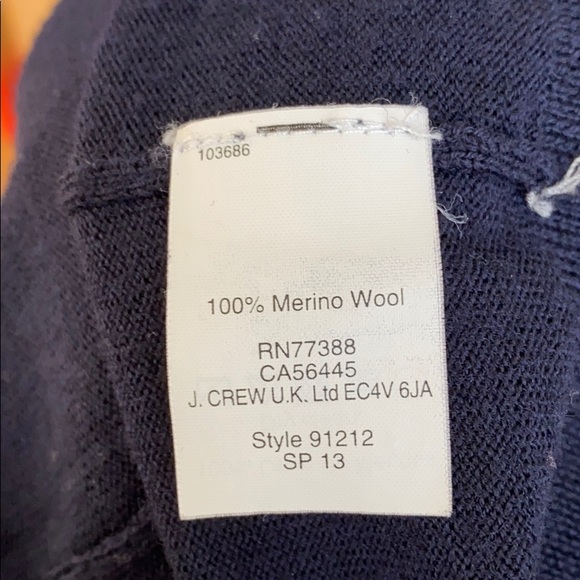 103686
100% Merino Wool
RN77388
CA56445
J. CREW U.K. Ltd EC4V 6JA
Style 91212
SP 13